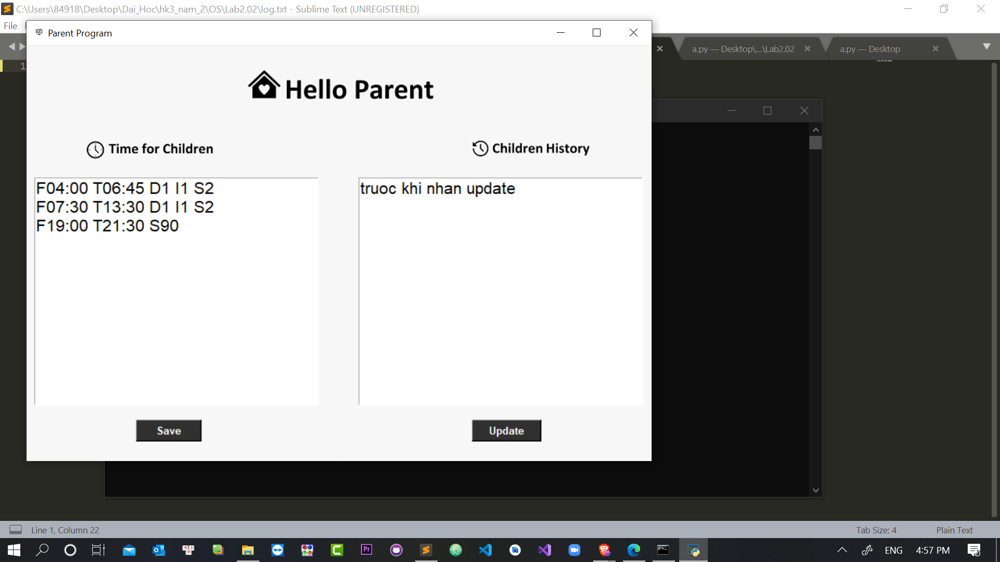 C:\Users\84918\Desktop\Dai_Hoc\hk3_nam_2\OS\Lab2.02\log.txt - Sublime Text (UNREGISTERED)
File
Parent Program
a.py — Desktop\...\Lab2.02
a.py — Desktop
1
Hello Parent
Time for Children
Children History
F04:00 T06:45 D1 I1 S2
F07:30 T13:30 D1 I1 S2
F19:00 T21:30 S90
truoc khi nhan update
Save
Update
Line 1, Column 22
Tab Size: 4
Plain Text
Pr
ENG
4:57 PM